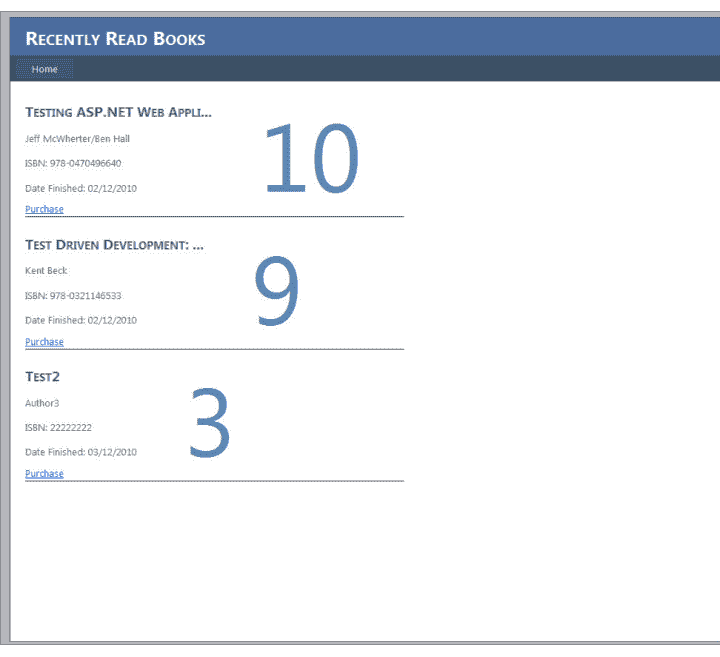 Recently Read Books
Home
Testing ASP.NET Web Appli...
Jeff McWherter/Ben Hall
10
ISBN: 978-0470496640
Date Finished: 02/12/2010
Purchase
Test Driven Development: ...
Kent Beck
9
ISBN: 978-0321146533
Date Finished: 02/12/2010
Purchase
Test2
Author3
3
ISBN: 22222222
Date Finished: 03/12/2010
Purchase